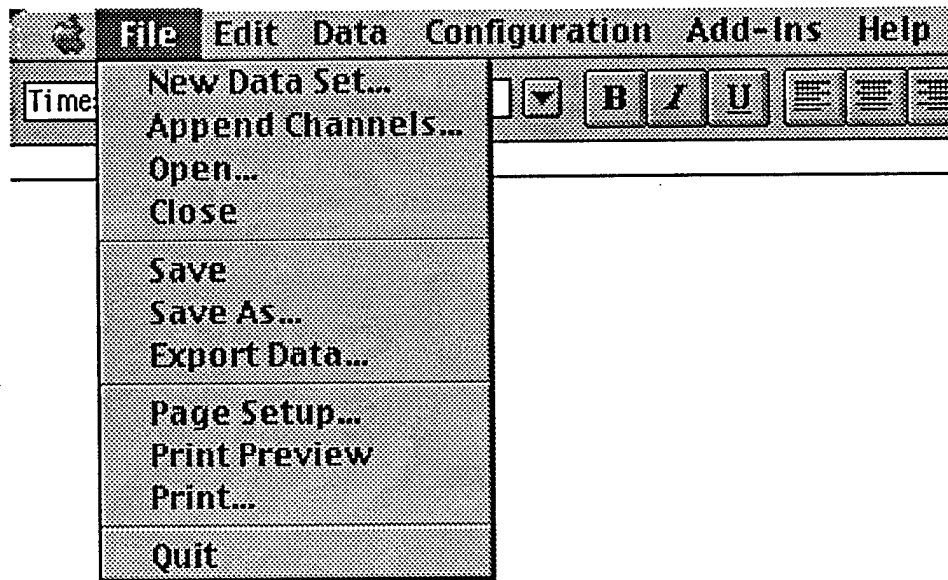 File Edit Data Configuration Add-Ins Help
Time
B I U
New Data Set...
Append Channels...
Open...
Close
Save
Save As...
Export Data...
Page Setup...
Print Preview
Print...
Quit